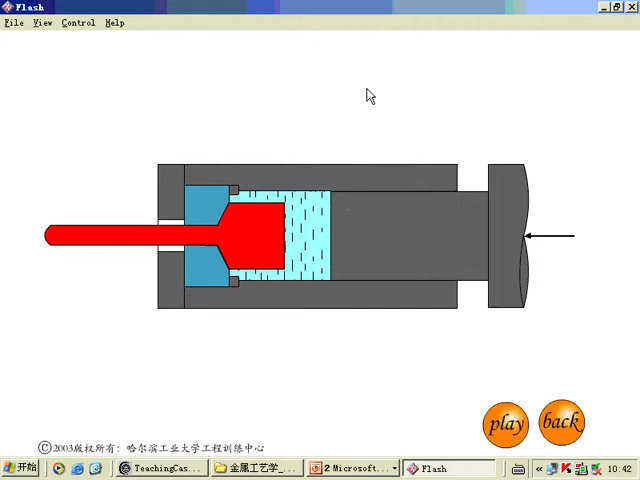 Flash
File View Control Help
play back
©2003版权所有：哈尔滨工业大学工程训练中心
开始 TeachingCas... 金属工艺学_... 2 Microsoft... Flash « 10:42